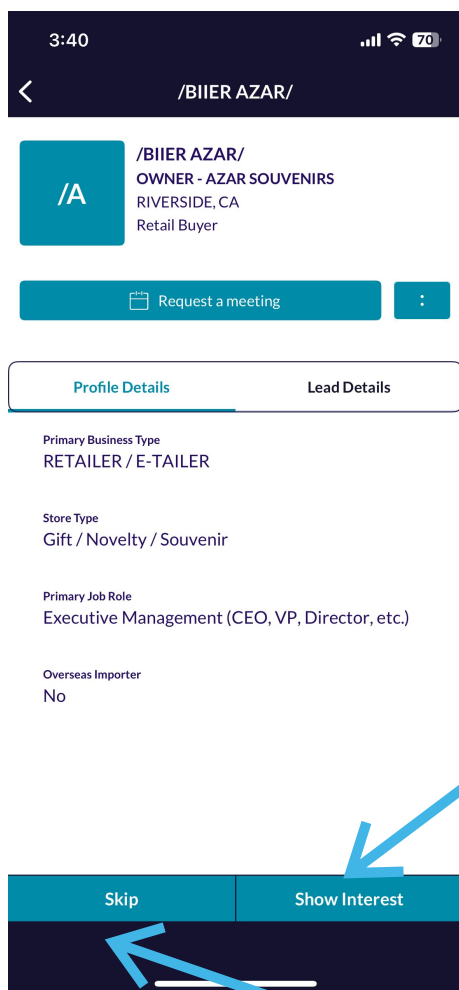 3:40
70
/BIIER AZAR/
/A
/BIIER AZAR/
OWNER - AZAR SOUVENIRS
RIVERSIDE, CA
Retail Buyer
Request a meeting
:
Profile Details
Lead Details
Primary Business Type
RETAILER / E-TAILER
Store Type
Gift / Novelty / Souvenir
Primary Job Role
Executive Management (CEO, VP, Director, etc.)
Overseas Importer
No
Skip
Show Interest